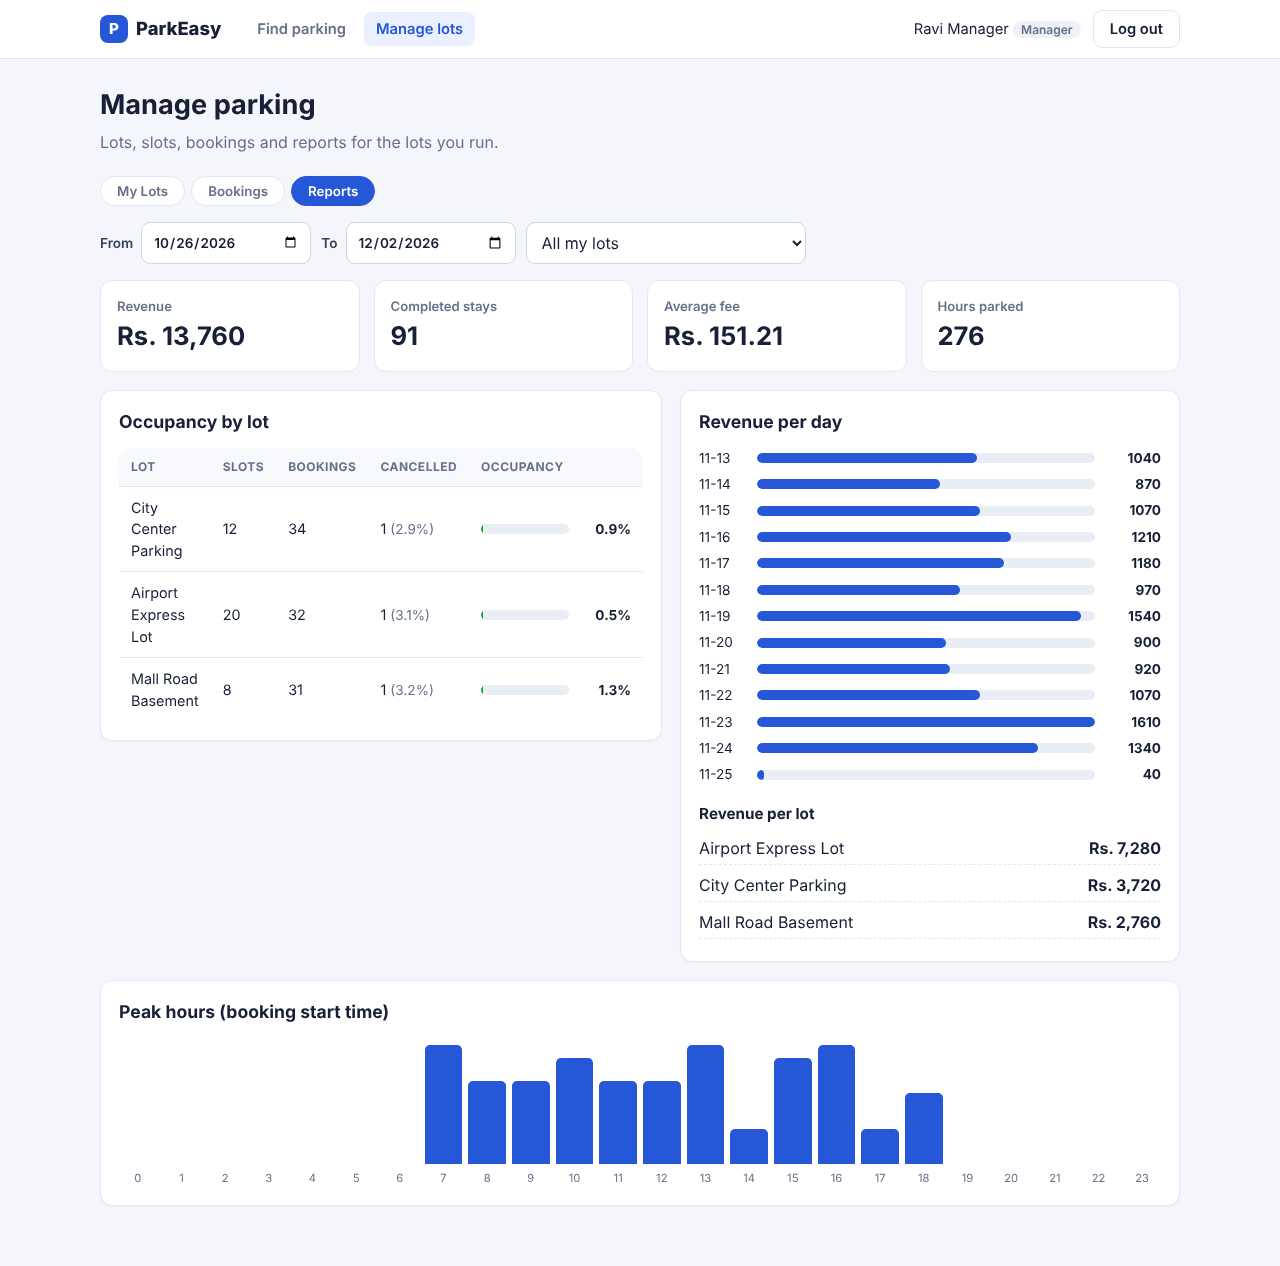 P ParkEasy Find parking Manage lots Ravi Manager Manager Log out
Manage parking
Lots, slots, bookings and reports for the lots you run.
My Lots Bookings Reports
From 10/26/2026 To 12/02/2026 All my lots
Revenue
Rs. 13,760
Completed stays
91
Average fee
Rs. 151.21
Hours parked
276
Occupancy by lot
LOT SLOTS BOOKINGS CANCELLED OCCUPANCY
City
Center
Parking
12 34 1 (2.9%) 0.9%
Airport
Express
Lot
20 32 1 (3.1%) 0.5%
Mall Road
Basement
8 31 1 (3.2%) 1.3%
Revenue per day
11-13 1040
11-14 870
11-15 1070
11-16 1210
11-17 1180
11-18 970
11-19 1540
11-20 900
11-21 920
11-22 1070
11-23 1610
11-24 1340
11-25 40
Revenue per lot
Airport Express Lot Rs. 7,280
City Center Parking Rs. 3,720
Mall Road Basement Rs. 2,760
Peak hours (booking start time)
0 1 2 3 4 5 6 7 8 9 10 11 12 13 14 15 16 17 18 19 20 21 22 23